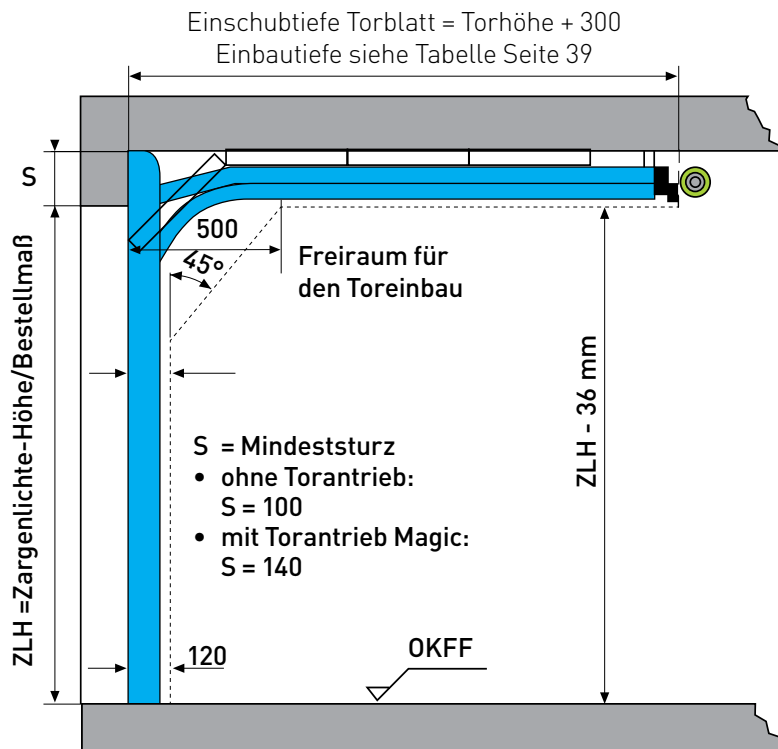 Einschubtiefe Torblatt = Torhöhe + 300
Einbautiefe siehe Tabelle Seite 39
S
500
45°
Freiraum für
den Toreinbau
ZLH =Zargenlichte-Höhe/Bestellmaß
ZLH - 36 mm
S = Mindeststurz
• ohne Torantrieb:
S = 100
• mit Torantrieb Magic:
S = 140
120
OKFF